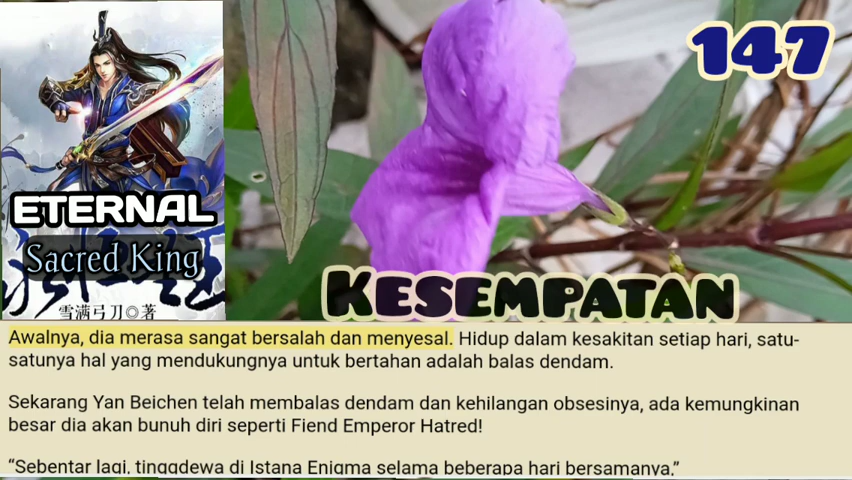 147
ETERNAL
Sacred King
雪满弓刀◎著
KESEMPATAN
Awalnya, dia merasa sangat bersalah dan menyesal. Hidup dalam kesakitan setiap hari, satu-
satunya hal yang mendukungnya untuk bertahan adalah balas dendam.
Sekarang Yan Beichen telah membalas dendam dan kehilangan obsesinya, ada kemungkinan
besar dia akan bunuh diri seperti Fiend Emperor Hatred!
“Sebentar lagi, tinggdewa di Istana Enigma selama beberapa hari bersamanya,”